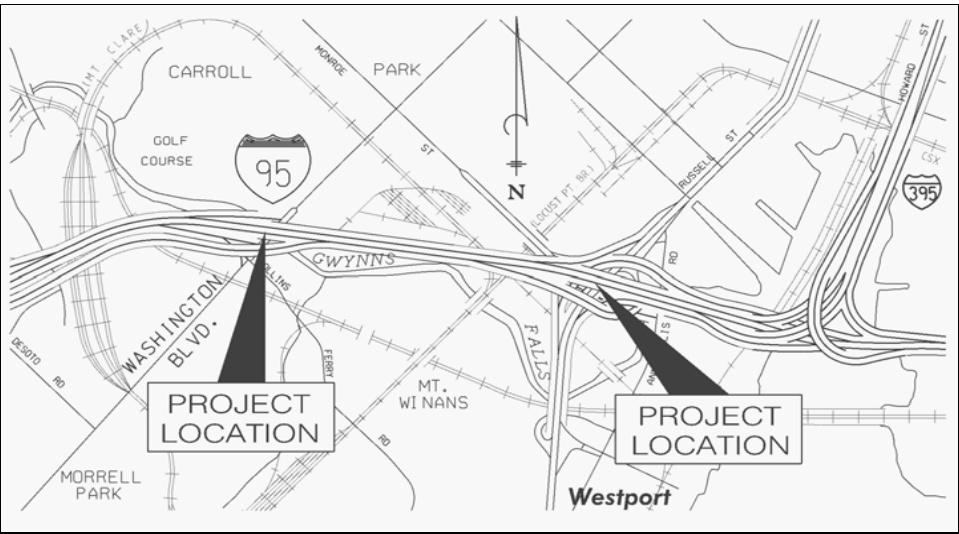 (MT. CLARE)
MONROE
ST
CARROLL
PARK
HOWARD
ST
GOLF
COURSE
95
N
RUSSELL
ST
CSX
395
(LOCUST PT. BR)
GWYNNS
RD
WASHINGTON
BLVD.
FALLS
DESOTO
RD
FERRY
RD
MT.
WINANS
PROJECT
LOCATION
PROJECT
LOCATION
MORRELL
PARK
Westport